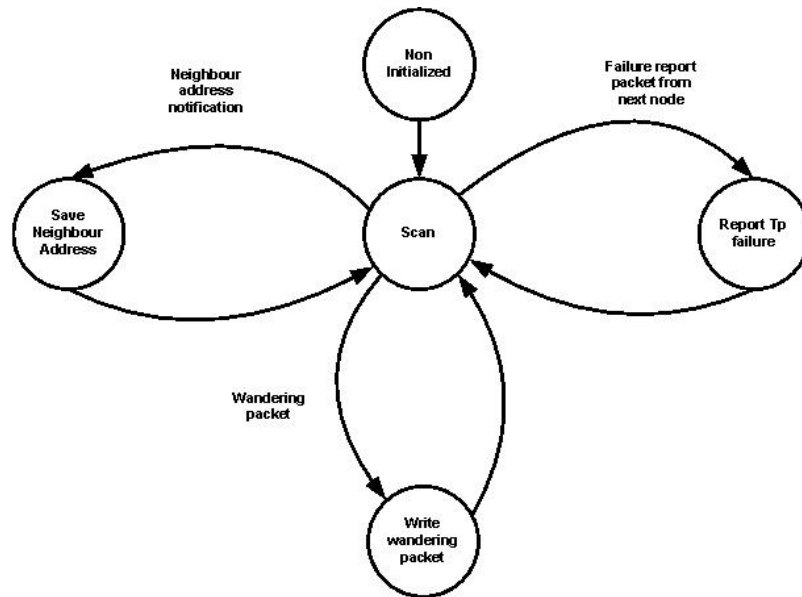 Non
Initialized
Neighbour
address
notification
Failure report
packet from
next node
Save
Neighbour
Address
Scan
Report Tp
failure
Wandering
packet
Write
wandering
packet